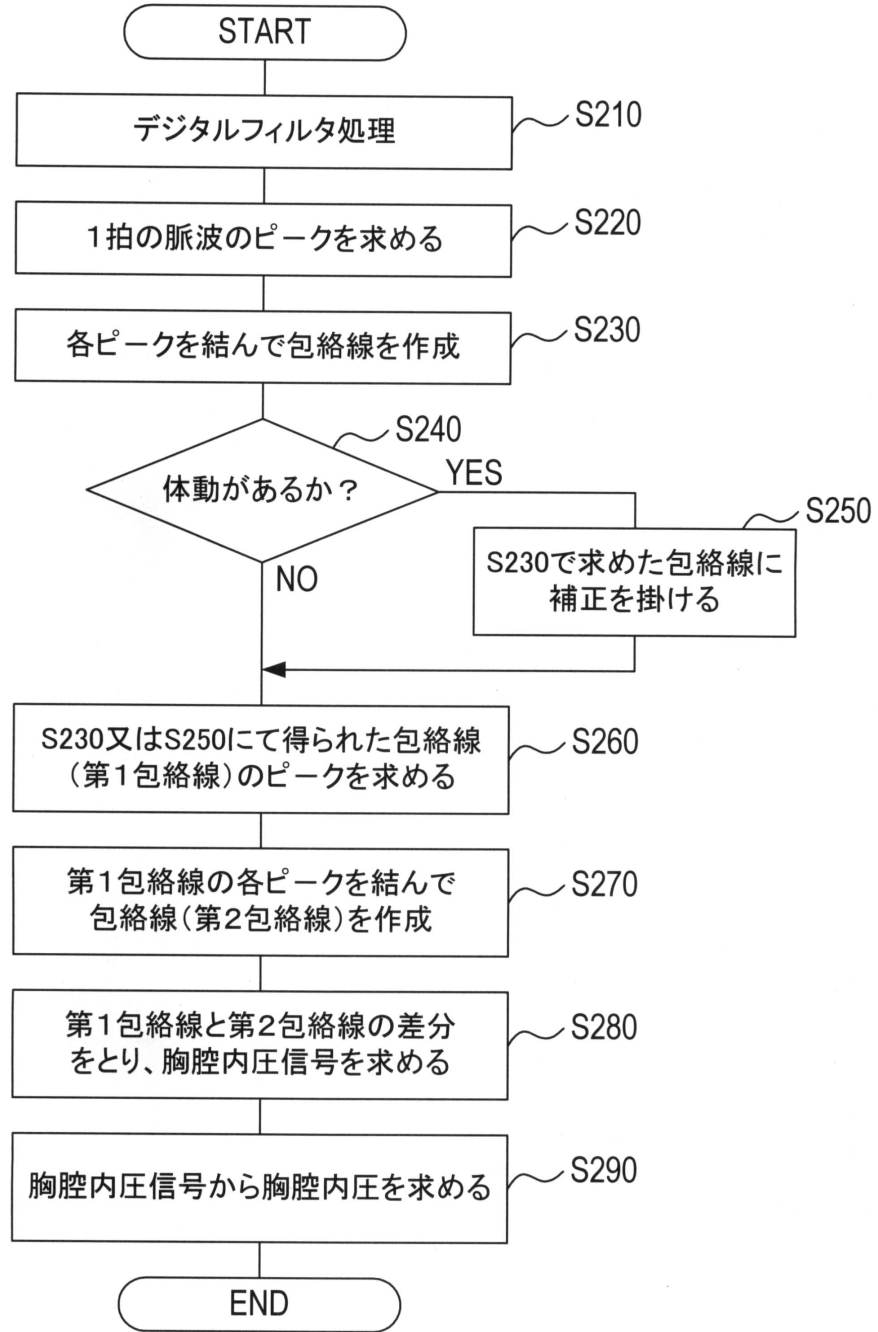 START
デジタルフィルタ処理
S210
1拍の脈波のピークを求める
S220
各ピークを結んで包絡線を作成
S230
S240
体動があるか？
YES
NO
S250
S230で求めた包絡線に
補正を掛ける
S230又はS250にて得られた包絡線
（第1包絡線）のピークを求める
S260
第1包絡線の各ピークを結んで
包絡線（第2包絡線）を作成
S270
第1包絡線と第2包絡線の差分
をとり、胸腔内圧信号を求める
S280
胸腔内圧信号から胸腔内圧を求める
S290
END